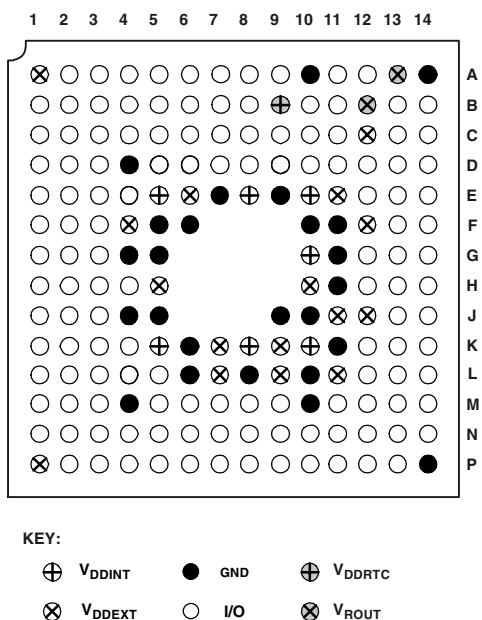 1 2 3 4 5 6 7 8 9 10 11 12 13 14
A
B
C
D
E
F
G
H
J
K
L
M
N
P
KEY:
VDDINT GND VDDRTC
VDDEXT I/O VROUT